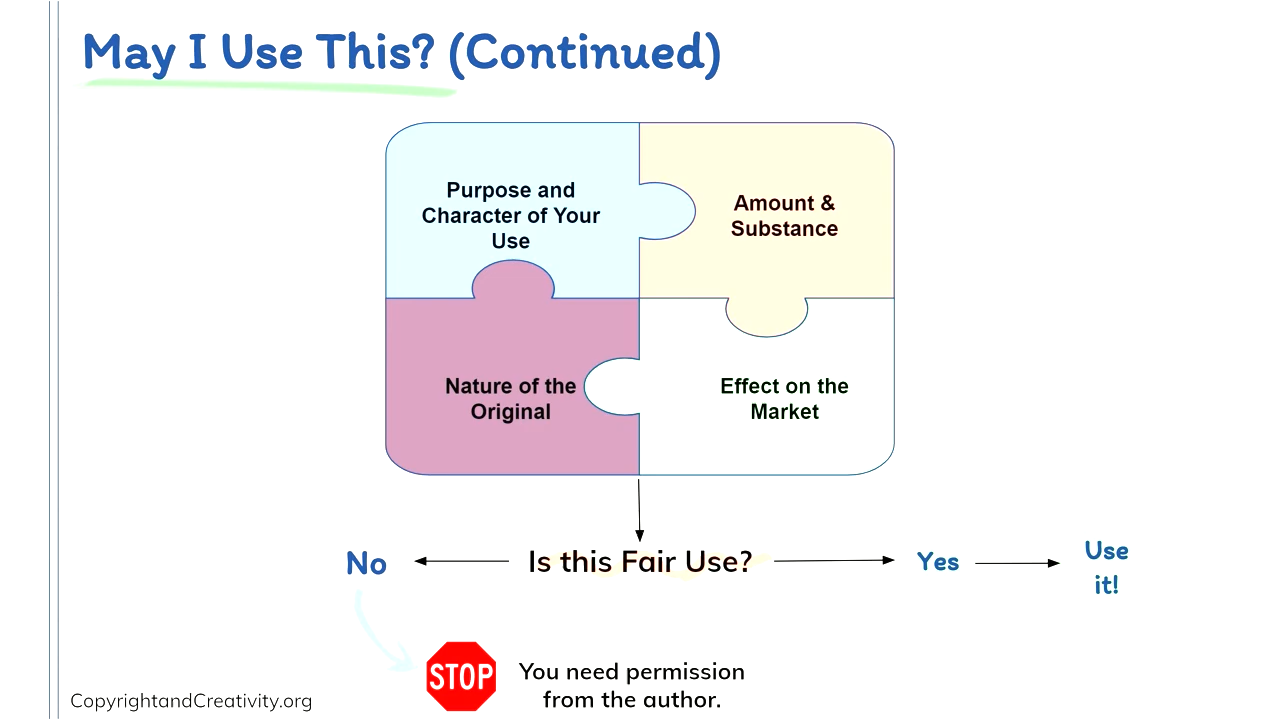 May I Use This? (Continued)
Purpose and
Character of Your
Use
Amount &
Substance
Nature of the
Original
Effect on the
Market
No
Is this Fair Use?
Yes
Use
it!
STOP
You need permission
from the author.
CopyrightandCreativity.org